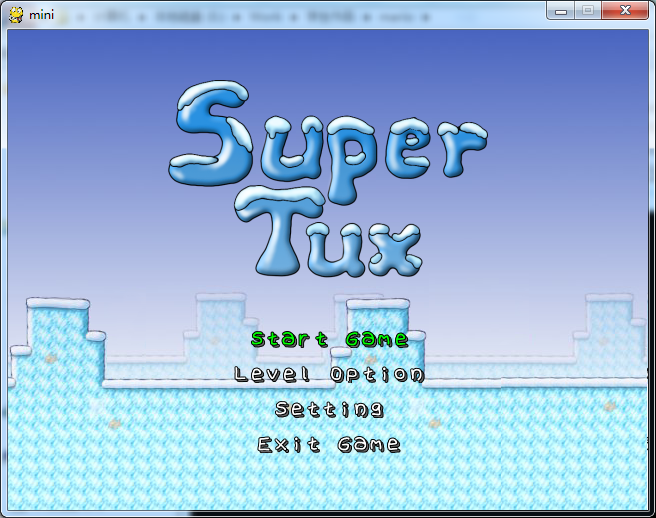 mini
Super
Tux
Start Game
Level Option
Setting
Exit Game